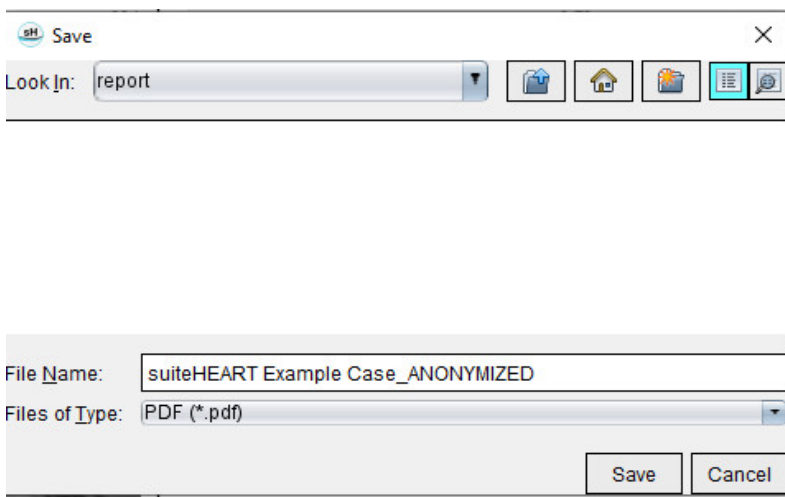 sH Save
Look In: report
File Name: suiteHEART Example Case_ANONYMIZED
Files of Type: PDF (*.pdf)
Save Cancel